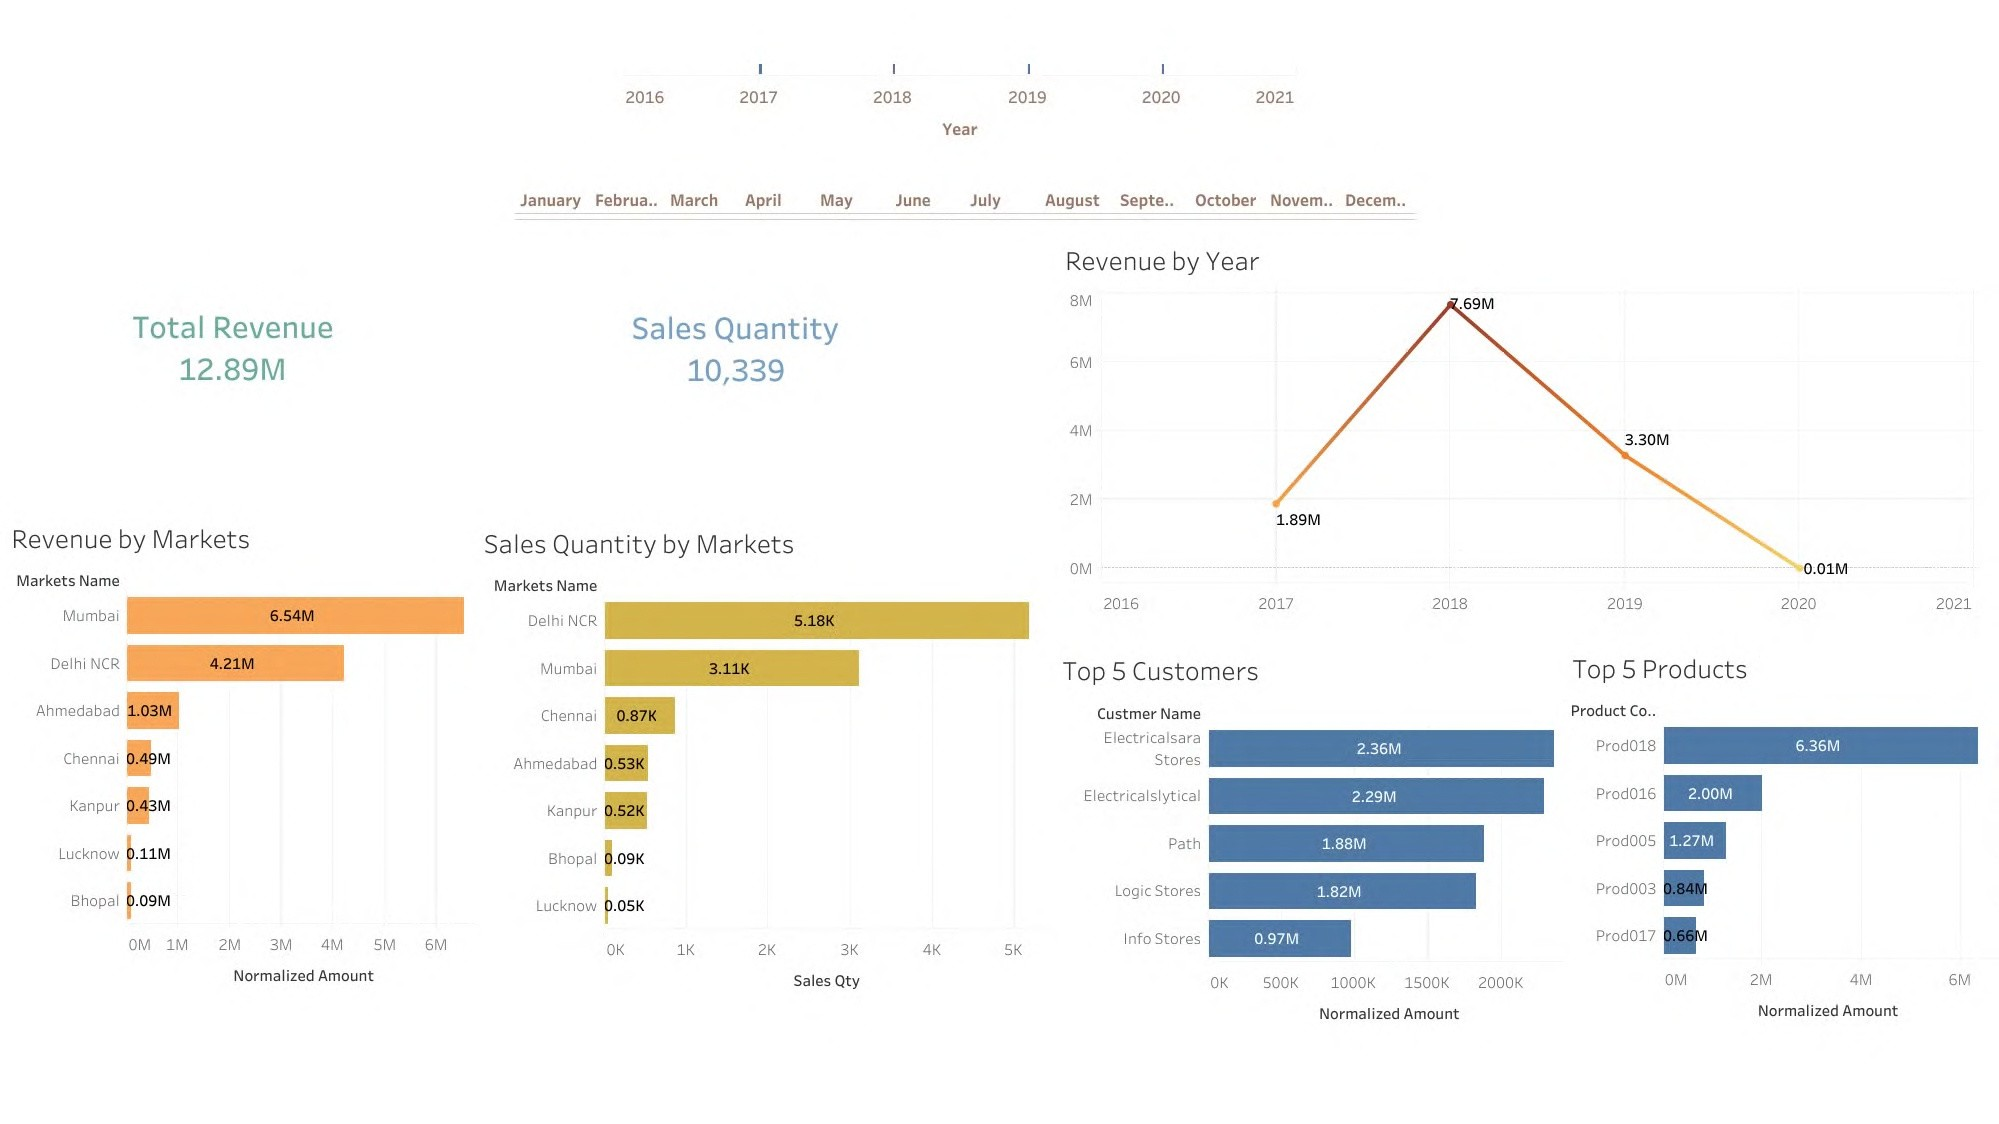 2016 2017 2018 2019 2020 2021
Year
January Februa.. March April May June July August Septe.. October Novem.. Decem..
Total Revenue
12.89M
Sales Quantity
10,339
Revenue by Year
8M
6M
4M
2M
0M
7.69M
3.30M
1.89M
0.01M
2016 2017 2018 2019 2020 2021
Revenue by Markets
Markets Name
Mumbai 6.54M
Delhi NCR 4.21M
Ahmedabad 1.03M
Chennai 0.49M
Kanpur 0.43M
Lucknow 0.11M
Bhopal 0.09M
0M 1M 2M 3M 4M 5M 6M
Normalized Amount
Sales Quantity by Markets
Markets Name
Delhi NCR 5.18K
Mumbai 3.11K
Chennai 0.87K
Ahmedabad 0.53K
Kanpur 0.52K
Bhopal 0.09K
Lucknow 0.05K
0K 1K 2K 3K 4K 5K
Sales Qty
Top 5 Customers
Custmer Name
Electricalsara
Stores 2.36M
Electricalslytical 2.29M
Path 1.88M
Logic Stores 1.82M
Info Stores 0.97M
0K 500K 1000K 1500K 2000K
Normalized Amount
Top 5 Products
Product Co..
Prod018 6.36M
Prod016 2.00M
Prod005 1.27M
Prod003 0.84M
Prod017 0.66M
0M 2M 4M 6M
Normalized Amount